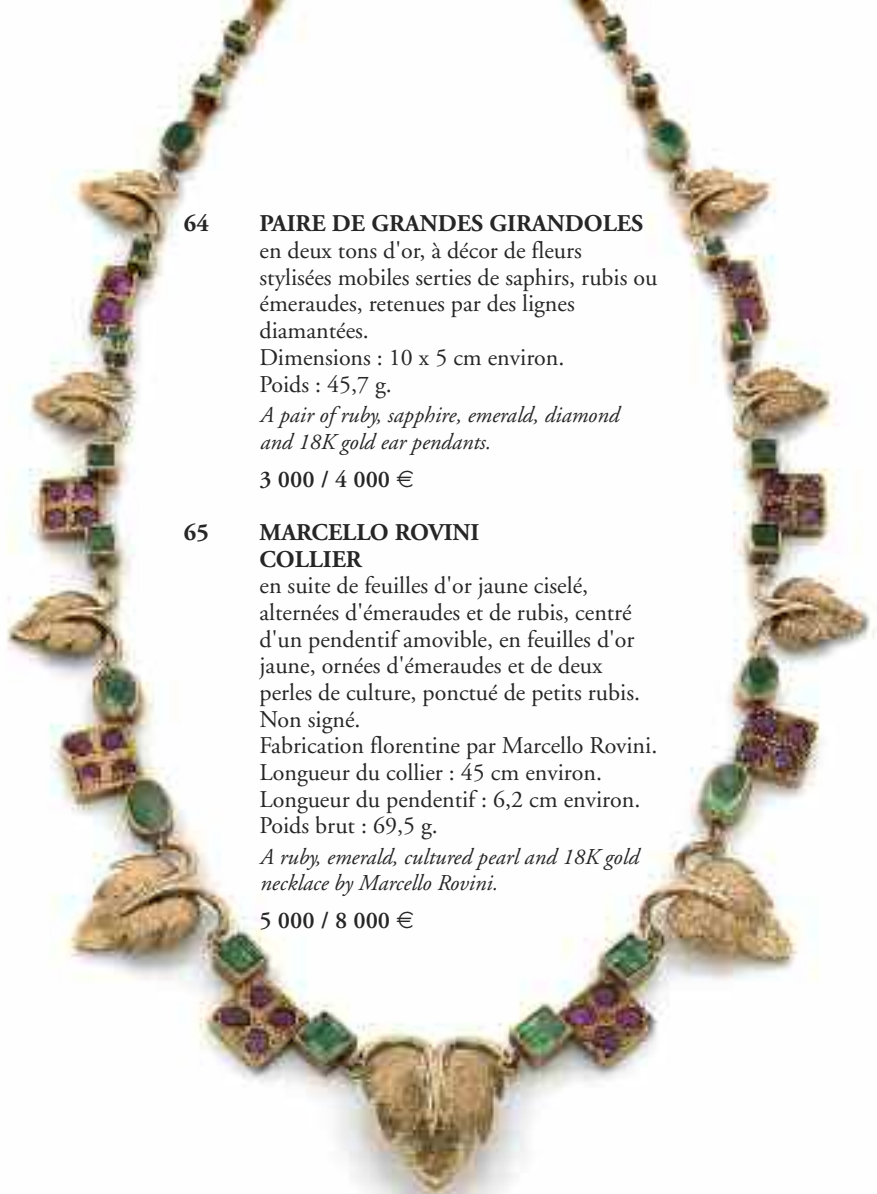 64 PAIRE DE GRANDES GIRANDOLES
en deux tons d'or, à décor de fleurs
stylisées mobiles serties de saphirs, rubis ou
émeraudes, retenues par des lignes
diamantées.
Dimensions : 10 x 5 cm environ.
Poids : 45,7 g.
A pair of ruby, sapphire, emerald, diamond
and 18K gold ear pendants.
3 000 / 4 000 €
65 MARCELLO ROVINI
COLLIER
en suite de feuilles d'or jaune ciselé,
alternées d'émeraudes et de rubis, centré
d'un pendentif amovible, en feuilles d'or
jaune, ornées d'émeraudes et de deux
perles de culture, ponctué de petits rubis.
Non signé.
Fabrication florentine par Marcello Rovini.
Longueur du collier : 45 cm environ.
Longueur du pendentif : 6,2 cm environ.
Poids brut : 69,5 g.
A ruby, emerald, cultured pearl and 18K gold
necklace by Marcello Rovini.
5 000 / 8 000 €